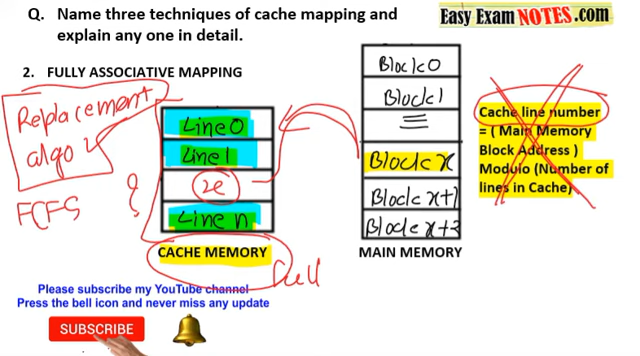 Q. Name three techniques of cache mapping and
explain any one in detail.
Easy Exam NOTES.com
2. FULLY ASSOCIATIVE MAPPING
Replacement
algo
FCFS
Line 0
Line 1
x
Line n
CACHE MEMORY
full
Block 0
Block 1
Block x
Block x+1
Block x+2
MAIN MEMORY
Cache line number
= ( Main Memory
Block Address )
Modulo (Number of
lines in Cache)
Please subscribe my YouTube channel
Press the bell icon and never miss any update
SUBSCRIBE